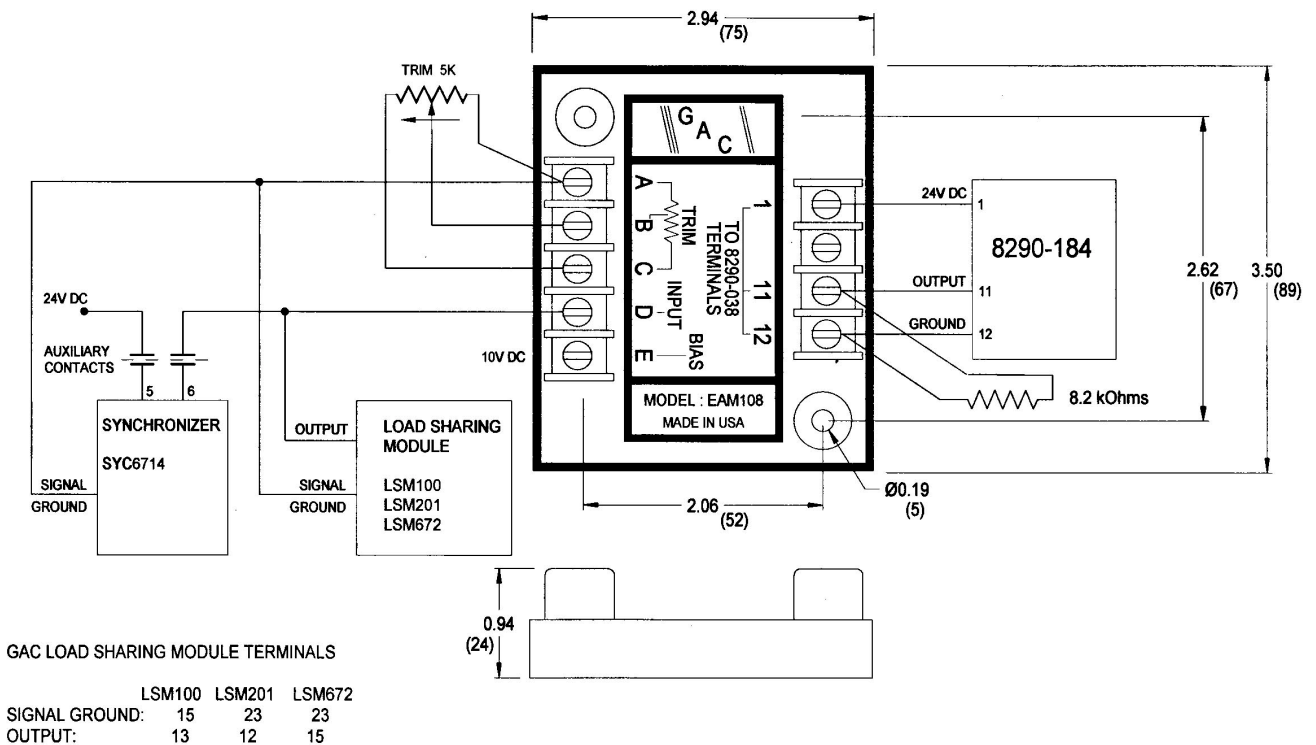 2.94
(75)
TRIM 5K
G A C
A
B
C
D
E
TRIM
INPUT
BIAS
1
11
12
TO 8290-038
TERMINALS
24V DC
1
8290-184
OUTPUT
11
GROUND
12
2.62
(67)
3.50
(89)
24V DC
AUXILIARY
CONTACTS
5 6
10V DC
MODEL : EAM108
MADE IN USA
8.2 kOhms
SYNCHRONIZER
SYC6714
SIGNAL
GROUND
OUTPUT
LOAD SHARING
MODULE
LSM100
LSM201
LSM672
SIGNAL
GROUND
2.06
(52)
Ø0.19
(5)
0.94
(24)
GAC LOAD SHARING MODULE TERMINALS
LSM100 LSM201 LSM672
SIGNAL GROUND: 15 23 23
OUTPUT: 13 12 15